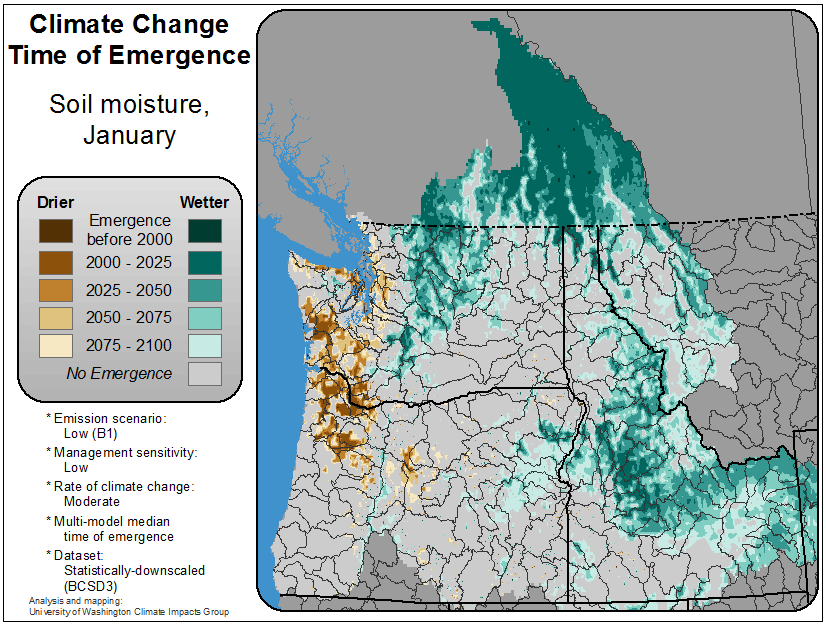 Climate Change
Time of Emergence
Soil moisture,
January
Drier
Wetter
Emergence
before 2000
2000 - 2025
2025 - 2050
2050 - 2075
2075 - 2100
No Emergence
* Emission scenario:
Low (B1)
* Management sensitivity:
Low
* Rate of climate change:
Moderate
* Multi-model median
time of emergence
* Dataset:
Statistically-downscaled
(BCSD3)
Analysis and mapping:
University of Washington Climate Impacts Group